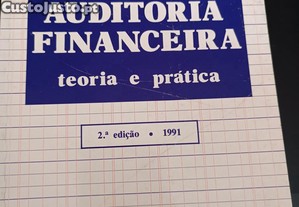 CustoJusto.pt
AUDITORIA
FINANCEIRA
teoria e prática
2.ª edição • 1991